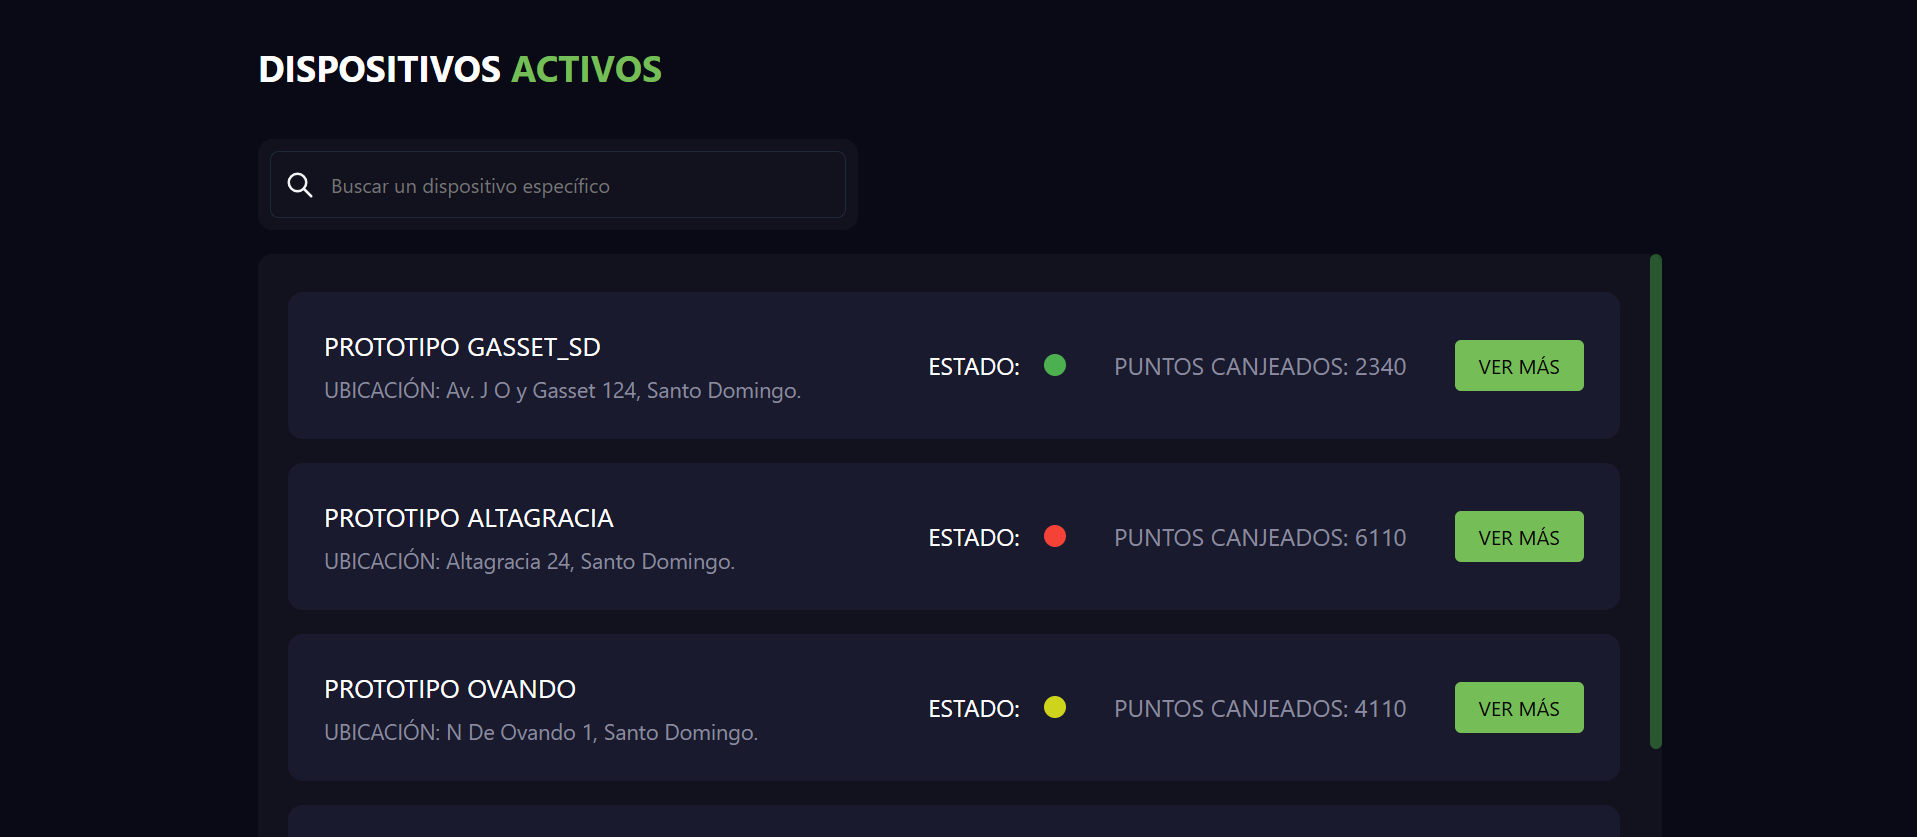 DISPOSITIVOS ACTIVOS
Buscar un dispositivo específico
PROTOTIPO GASSET_SD
UBICACIÓN: Av. J O y Gasset 124, Santo Domingo.
ESTADO:
PUNTOS CANJEADOS: 2340
VER MÁS
PROTOTIPO ALTAGRACIA
UBICACIÓN: Altagracia 24, Santo Domingo.
ESTADO:
PUNTOS CANJEADOS: 6110
VER MÁS
PROTOTIPO OVANDO
UBICACIÓN: N De Ovando 1, Santo Domingo.
ESTADO:
PUNTOS CANJEADOS: 4110
VER MÁS